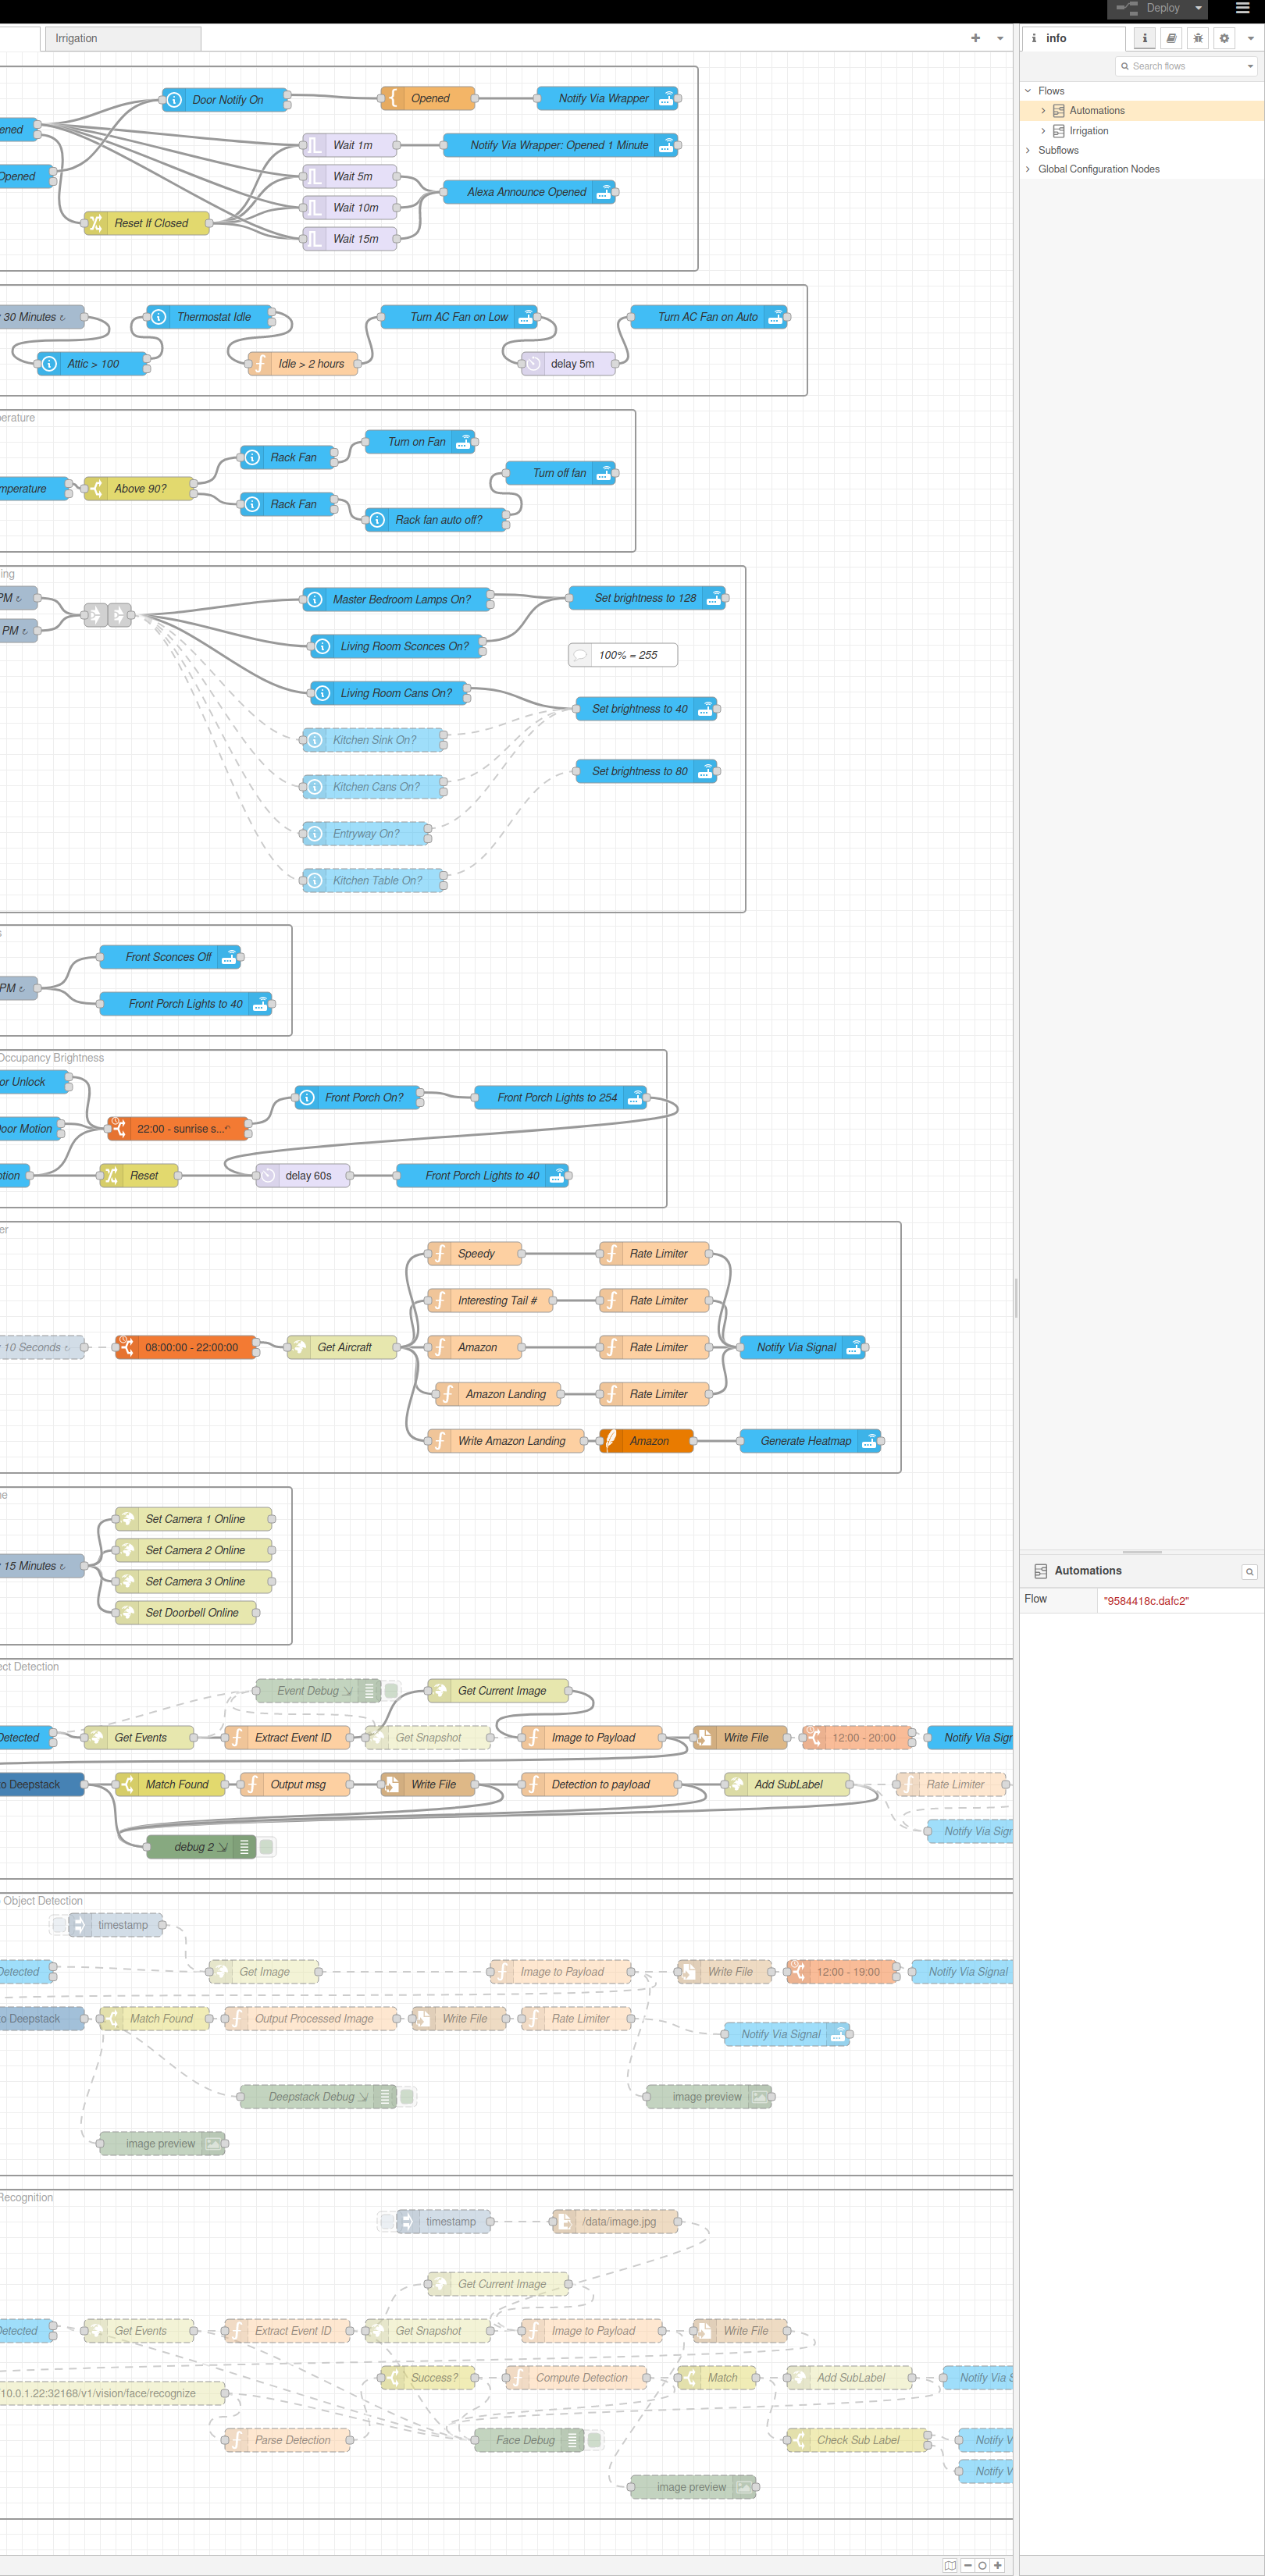 Deploy
Irrigation
info
Search flows
Flows
Automations
Irrigation
Subflows
Global Configuration Nodes
Door Notify On
Opened
Notify Via Wrapper
ened
Wait 1m
Notify Via Wrapper: Opened 1 Minute
Opened
Wait 5m
Alexa Announce Opened
Wait 10m
Reset If Closed
Wait 15m
30 Minutes ↻
Thermostat Idle
Turn AC Fan on Low
Turn AC Fan on Auto
Attic > 100
Idle > 2 hours
delay 5m
perature
Turn on Fan
Rack Fan
Turn off fan
mperature
Above 90?
Rack Fan
Rack fan auto off?
ing
PM ↻
Master Bedroom Lamps On?
Set brightness to 128
PM ↻
Living Room Sconces On?
100% = 255
Living Room Cans On?
Set brightness to 40
Kitchen Sink On?
Set brightness to 80
Kitchen Cans On?
Entryway On?
Kitchen Table On?
s
Front Sconces Off
PM ↻
Front Porch Lights to 40
Occupancy Brightness
or Unlock
Front Porch On?
Front Porch Lights to 254
Door Motion
22:00 - sunrise s...
otion
Reset
delay 60s
Front Porch Lights to 40
er
Speedy
Rate Limiter
Interesting Tail #
Rate Limiter
10 Seconds ↻
08:00:00 - 22:00:00
Get Aircraft
Amazon
Rate Limiter
Notify Via Signal
Amazon Landing
Rate Limiter
Write Amazon Landing
Amazon
Generate Heatmap
ne
Set Camera 1 Online
Set Camera 2 Online
15 Minutes ↻
Set Camera 3 Online
Set Doorbell Online
Automations
Flow
"9584418c.dafc2"
ect Detection
Event Debug
Get Current Image
Detected
Get Events
Extract Event ID
Get Snapshot
Image to Payload
Write File
12:00 - 20:00
Notify Via Sigr
to Deepstack
Match Found
Output msg
Write File
Detection to payload
Add SubLabel
Rate Limiter
Notify Via Sigr
debug 2
Object Detection
timestamp
Detected
Get Image
Image to Payload
Write File
12:00 - 19:00
Notify Via Signal
to Deepstack
Match Found
Output Processed Image
Write File
Rate Limiter
Notify Via Signal
Deepstack Debug
image preview
image preview
Recognition
timestamp
/data/image.jpg
Get Current Image
Detected
Get Events
Extract Event ID
Get Snapshot
Image to Payload
Write File
Success?
Compute Detection
Match
Add SubLabel
Notify Via S
10.0.1.22:32168/v1/vision/face/recognize
Parse Detection
Face Debug
Check Sub Label
Notify V
Notify V
image preview